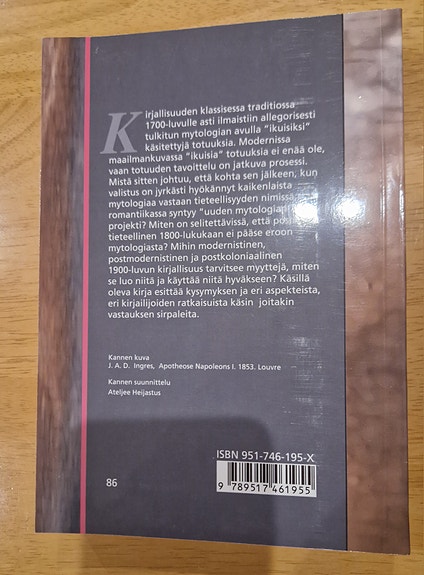 Kirjallisuuden klassisessa traditiossa
1700-luvulle asti ilmaistiin allegorisesti
tulkitun mytologian avulla "ikuisiksi"
käsitettyjä totuuksia. Modernissa
maailmankuvassa "ikuisia" totuuksia ei enää ole,
vaan totuuden tavoittelu on jatkuva prosessi.
Mistä sitten johtuu, että kohta sen jälkeen, kun
valistus on jyrkästi hyökännyt kaikenlaista
mytologiaa vastaan tieteellisyyden nimissä
romantiikassa syntyy "uuden mytologian
projekti? Miten on selitettävissä, että
tieteellinen 1800-lukukaan ei pääse eroon
mytologiasta? Mihin modernistinen,
postmodernistinen ja postkoloniaalinen
1900-luvun kirjallisuus tarvitsee myyttejä, miten
se luo niitä ja käyttää niitä hyväkseen? Käsillä
oleva kirja esittää kysymyksen ja eri aspekteista,
eri kirjailijoiden ratkaisuista käsin joitakin
vastauksen sirpaleita.
Kannen kuva
J. A. D. Ingres, Apotheose Napoleons I. 1853. Louvre
Kannen suunnittelu
Ateljee Heijastus
ISBN 951-746-195-X
86
9 789517 461955